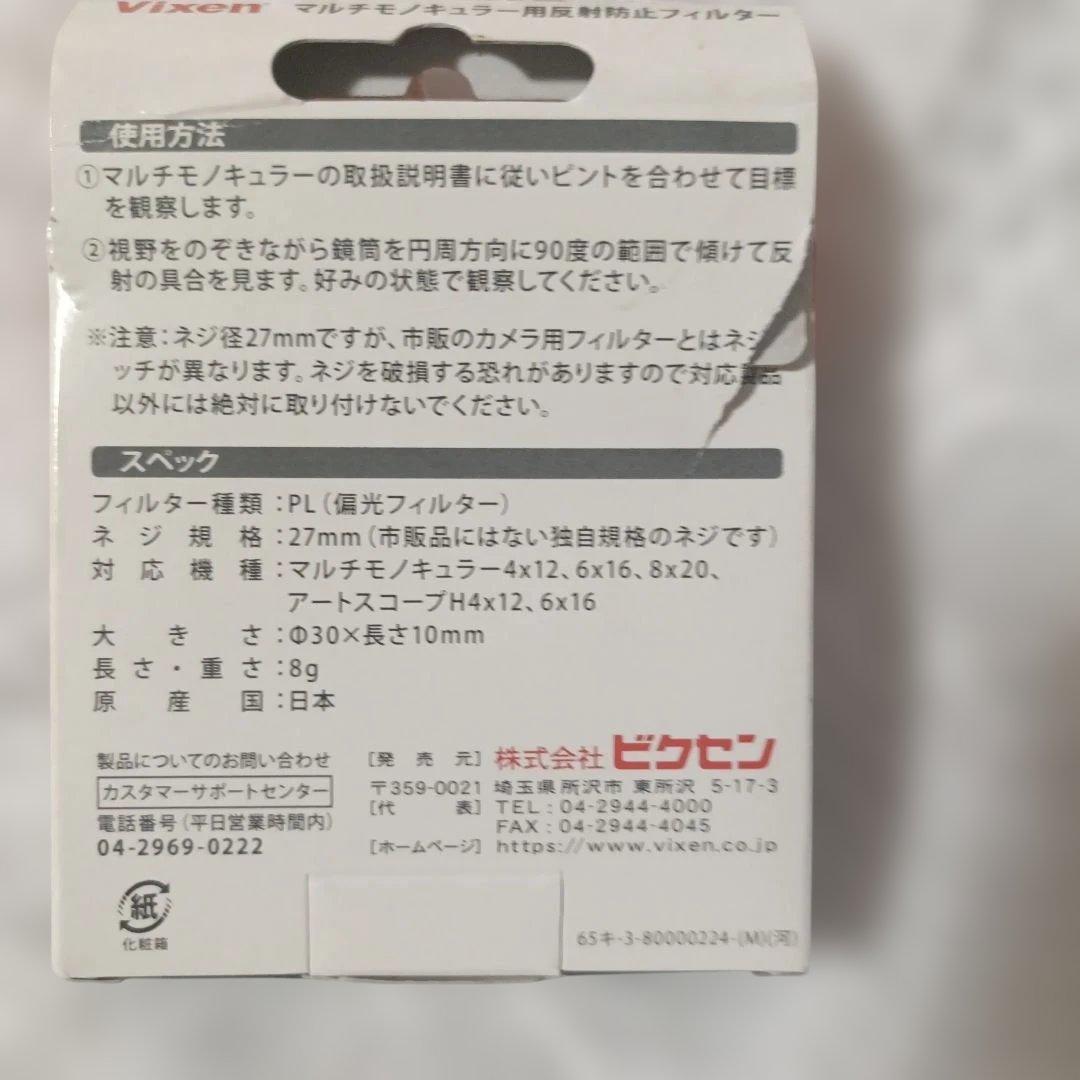 Vixen マルチモノキュラー用反射防止フィルター
使用方法
①マルチモノキュラーの取扱説明書に従いピントを合わせて目標
を観察します。
②視野をのぞきながら鏡筒を円周方向に90度の範囲で傾けて反
射の具合を見ます。好みの状態で観察してください。
※注意：ネジ径27mmですが、市販のカメラ用フィルターとはネジ
ッチが異なります。ネジを破損する恐れがありますので対応製品
以外には絶対に取り付けないでください。
スペック
フィルター種類：PL（偏光フィルター）
ネジ規格：27mm（市販品にはない独自規格のネジです）
対応機種：マルチモノキュラー4x12、6x16、8x20、
アートスコープH4x12、6x16
大きさ：Φ30×長さ10mm
長さ・重さ：8g
原産国：日本
製品についてのお問い合わせ
カスタマーサポートセンター
電話番号（平日営業時間内）
04-2969-0222
［発売元］株式会社 ビクセン
〒359-0021 埼玉県所沢市 東所沢 5-17-3
［代表］TEL：04-2944-4000
FAX：04-2944-4045
［ホームページ］https://www.vixen.co.jp
紙
化粧箱
65キ-3-80000224-(M)(河)